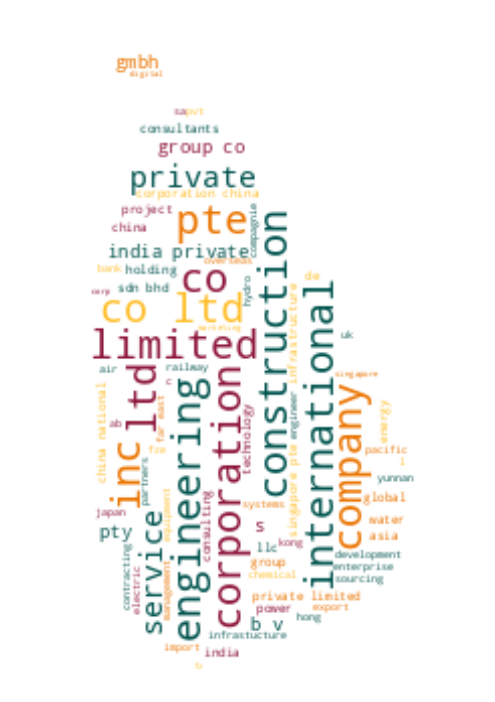 gmbh
digital
sa
pvt
consultants
group co
private
corporation china
project
pte
compagnie
construction
china
india private
overseas
bank
holding
co
hydro
de
corp
sdn bhd
co ltd
infrastructure
international
marketing
limited
uk
air
railway
singapore
c
ltd
engineering
corporation
company
china national
far east
technology
engineer
energy
ab
inc
fze
partners
pacific
l
yunnan
equipment
consulting
singapore pte
global
japan
service
systems
s
water
pty
asia
llc
kong
contracting
electric
management
group
development
chemical
enterprise
sourcing
private limited
power
export
b v
hong
infrastucture
import
india